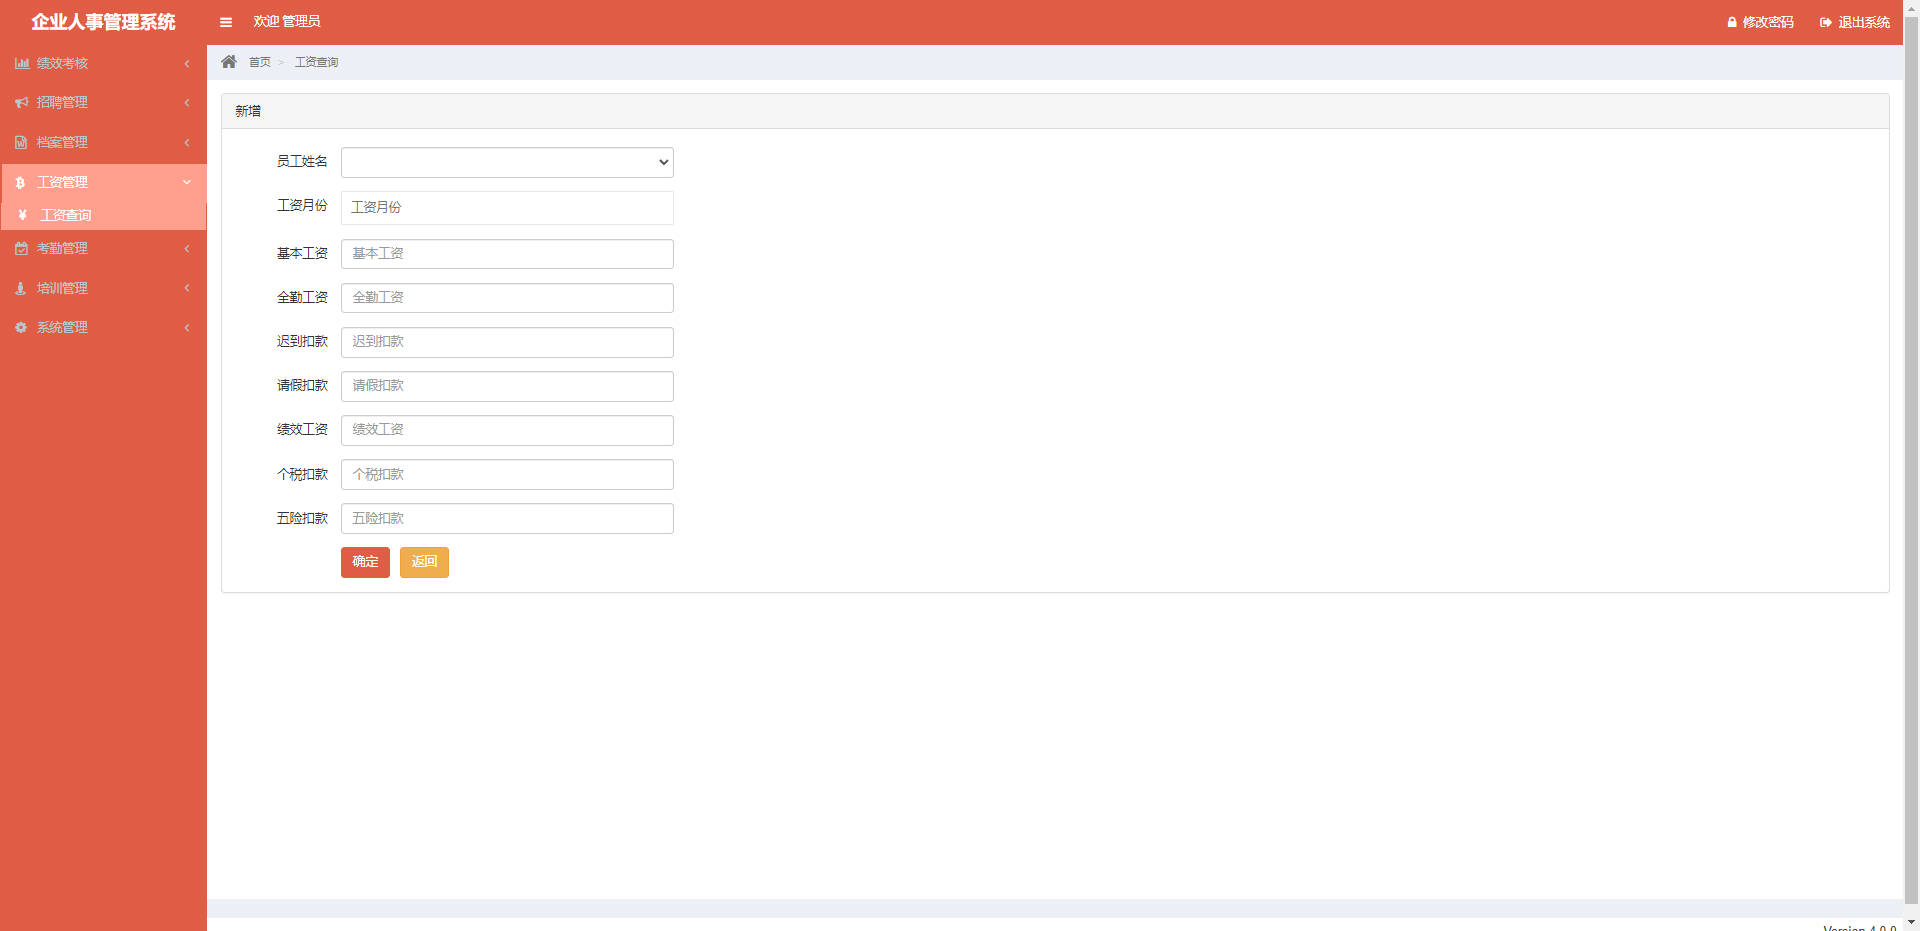 企业人事管理系统
欢迎 管理员
修改密码
退出系统
绩效考核
招聘管理
档案管理
工资管理
工资查询
考勤管理
培训管理
系统管理
首页 > 工资查询
新增
员工姓名
工资月份 工资月份
基本工资 基本工资
全勤工资 全勤工资
迟到扣款 迟到扣款
请假扣款 请假扣款
绩效工资 绩效工资
个税扣款 个税扣款
五险扣款 五险扣款
确定 返回
Version 4.0.0